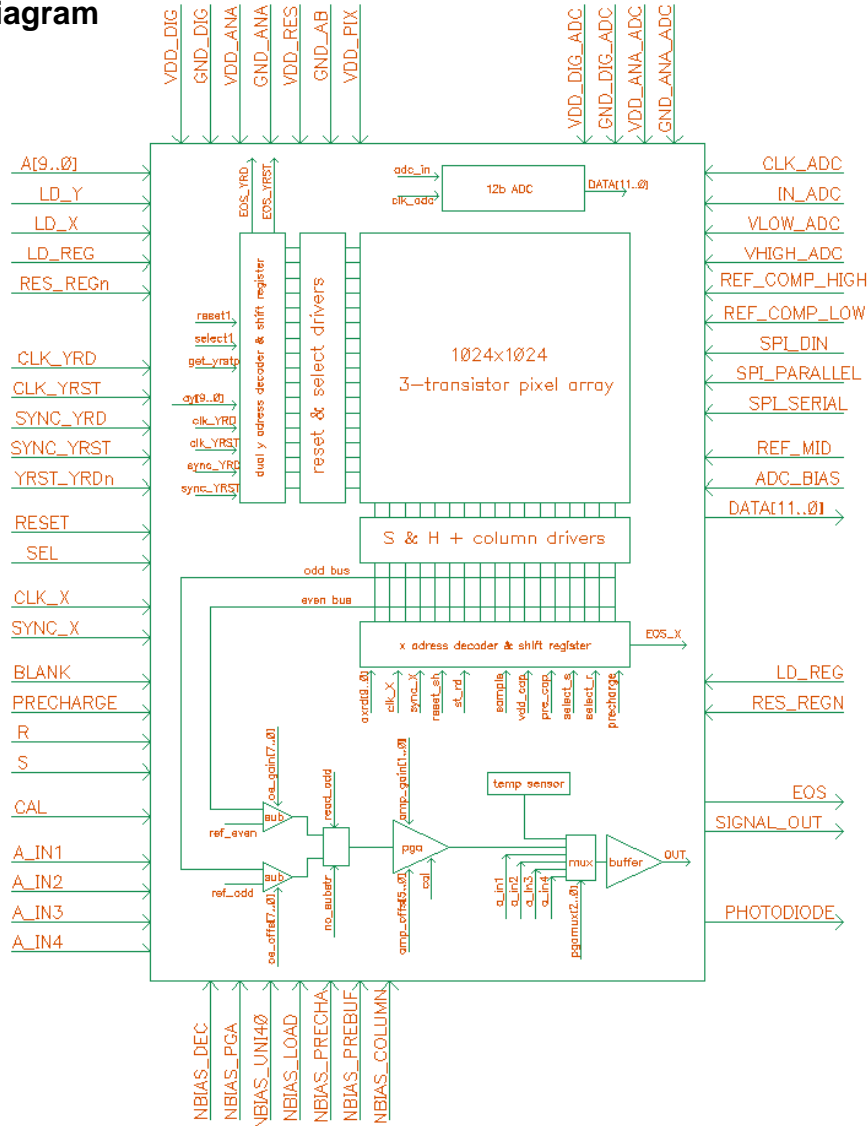 iagram
VDD_DIG
GND_DIG
VDD_ANA
GND_ANA
VDD_RES
GND_AB
VDD_PIX
VDD_DIG_ADC
GND_DIG_ADC
VDD_ANA_ADC
GND_ANA_ADC
A[9..0]
LD_Y
LD_X
LD_REG
RES_REGn
CLK_YRD
CLK_YRST
SYNC_YRD
SYNC_YRST
YRST_YRDn
RESET
SEL
CLK_X
SYNC_X
BLANK
PRECHARGE
R
S
CAL
A_IN1
A_IN2
A_IN3
A_IN4
EOS_YRD
EOS_YRST
adc_in
clk_adc
12b ADC
DATA[11..0]
reset1
select1
get_yrstp
ay[9..0]
clk_YRD
clk_YRST
sync_YRD
sync_YRST
dual y adress decoder & shift register
reset & select drivers
1024x1024
3-transistor pixel array
S & H + column drivers
odd bus
even bus
x adress decoder & shift register
EOS_X
axrd[9..0]
clk_X
sync_X
reset_sh
st_rd
sample
vdd_cap
pre_cap
select_s
select_r
precharge
oe_gain[7..0]
read_odd
amp_gain[1..0]
temp sensor
sub
ref_even
sub
ref_odd
oe_offs[7..0]
no_substr
pga
cal
amp_offs[5..0]
a_in1
a_in2
a_in3
a_in4
mux
pgamux[2..0]
buffer
OUT
CLK_ADC
IN_ADC
VLOW_ADC
VHIGH_ADC
REF_COMP_HIGH
REF_COMP_LOW
SPI_DIN
SPI_PARALLEL
SPI_SERIAL
REF_MID
ADC_BIAS
DATA[11..0]
LD_REG
RES_REGN
EOS
SIGNAL_OUT
PHOTODIODE
NBIAS_DEC
NBIAS_PGA
NBIAS_UNI40
NBIAS_LOAD
NBIAS_PRECHA
NBIAS_PREBUF
NBIAS_COLUMN